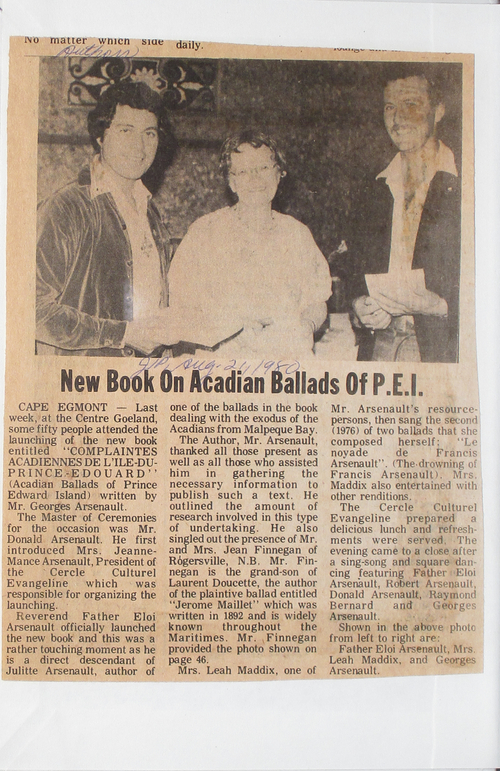 No matter which side daily.
Author
SJP, Aug. 21, 1980
New Book On Acadian Ballads Of P.E.I.
CAPE EGMONT — Last
week, at the Centre Goeland,
some fifty people attended the
launching of the new book
entitled "COMPLAINTES
ACADIENNES DE L'ILE-DU-
PRINCE-EDOUARD"
(Acadian Ballads of Prince
Edward Island) written by
Mr. Georges Arsenault.
The Master of Ceremonies
for the occasion was Mr.
Donald Arsenault. He first
introduced Mrs. Jeanne-
Mance Arsenault, President of
the Cercle Culturel
Evangeline which was
responsible for organizing the
launching.
Reverend Father Eloi
Arsenault officially launched
the new book and this was a
rather touching moment as he
is a direct descendant of
Julitte Arsenault, author of
one of the ballads in the book
dealing with the exodus of the
Acadians from Malpeque Bay.
The Author, Mr. Arsenault,
thanked all those present as
well as all those who assisted
him in gathering the
necessary information to
publish such a text. He
outlined the amount of
research involved in this type
of undertaking. He also
singled out the presence of Mr.
and Mrs. Jean Finnegan of
Rogersville, N.B. Mr. Fin-
negan is the grand-son of
Laurent Doucette, the author
of the plaintive ballad entitled
"Jerome Maillet" which was
written in 1892 and is widely
known throughout the
Maritimes. Mr. Finnegan
provided the photo shown on
page 46.
Mrs. Leah Maddix, one of
Mr. Arsenault's resource-
persons, then sang the second
(1976) of two ballads that she
composed herself: "Le
noyade de Francis
Arsenault". (The drowning of
Francis Arsenault). Mrs.
Maddix also entertained with
other renditions.
The Cercle Culturel
Evangeline prepared a
delicious lunch and refresh-
ments were served. The
evening came to a close after
a sing-song and square dan-
cing featuring Father Eloi
Arsenault, Robert Arsenault,
Donald Arsenault, Raymond
Bernard and Georges
Arsenault.
Shown in the above photo
from left to right are:
Father Eloi Arsenault, Mrs.
Leah Maddix, and Georges
Arsenault.